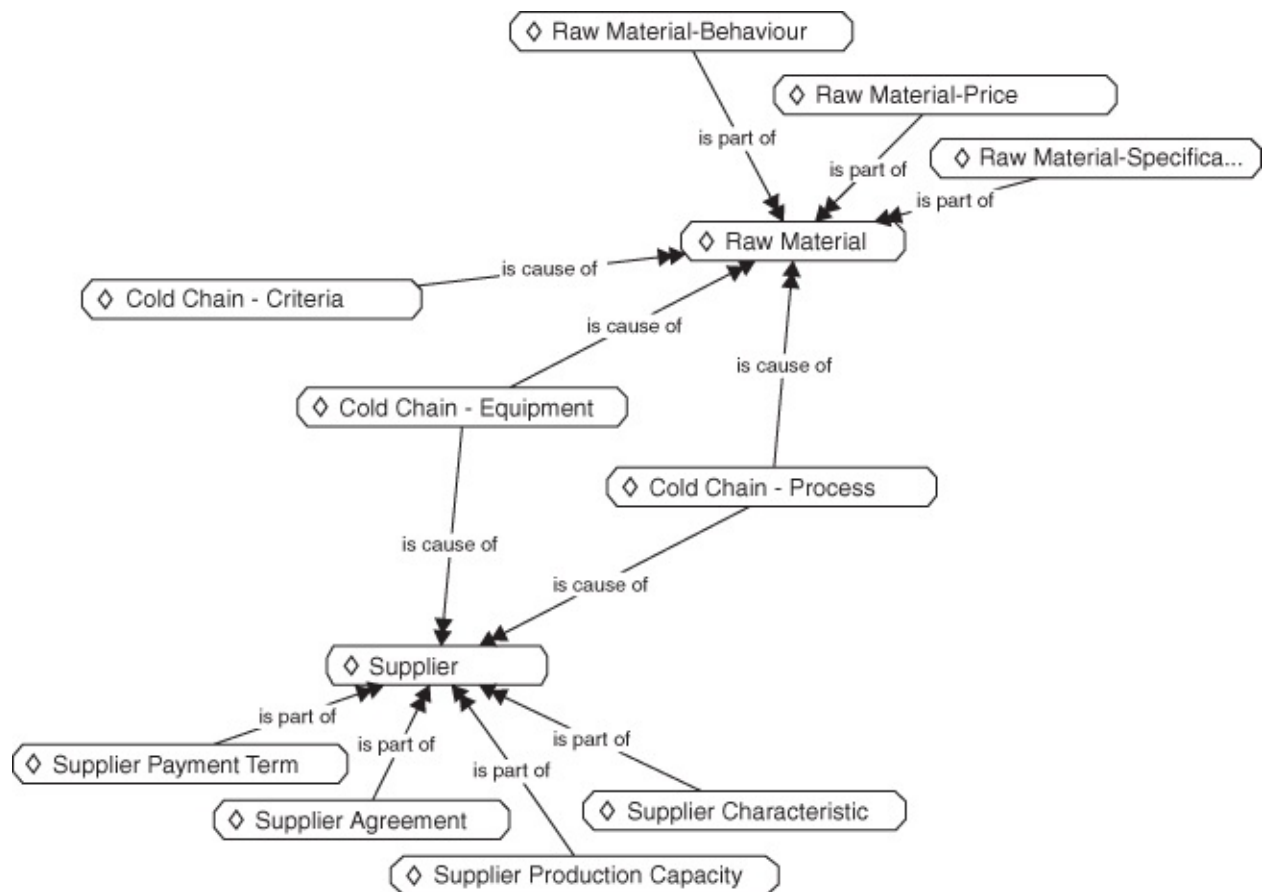 Raw Material-Behaviour
Raw Material-Price
is part of
Raw Material-Specifica...
is part of
is part of
Raw Material
is cause of
Cold Chain - Criteria
is cause of
is cause of
Cold Chain - Equipment
Cold Chain - Process
is cause of
is cause of
Supplier
is part of
is part of
is part of
Supplier Payment Term
is part of
Supplier Characteristic
Supplier Agreement
Supplier Production Capacity